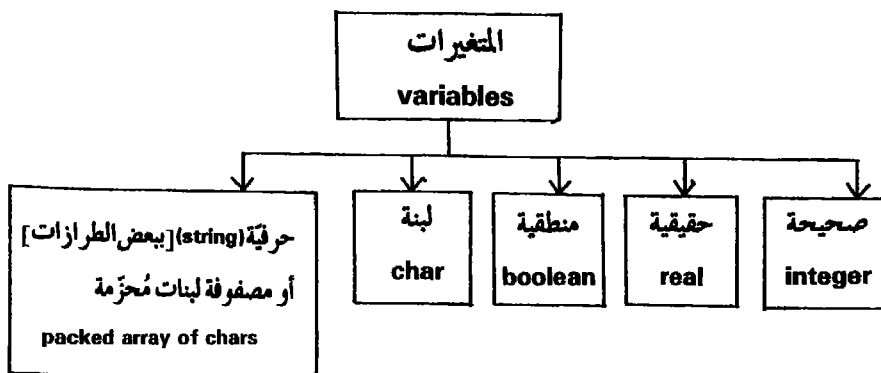 المتغيرات
variables
صحيحة
integer
حقيقية
real
منطقية
boolean
لبنة
char
حرفيّة (string) [ببعض الطرازات]
أو مصفوفة لبنات مُحزّمة
packed array of chars